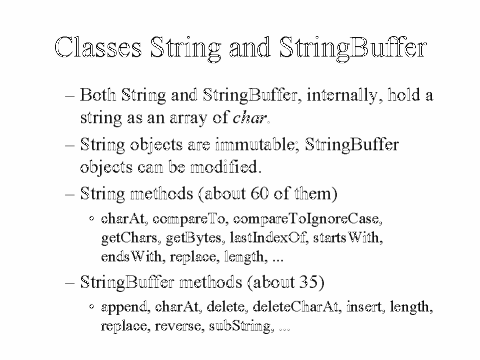 Classes String and StringBuffer
– Both String and StringBuffer, internally, hold a
string as an array of char.
– String objects are immutable; StringBuffer
objects can be modified.
– String methods (about 60 of them)
• charAt, compareTo, compareToIgnoreCase,
getChars, getBytes, lastIndexOf, startsWith,
endsWith, replace, length, ...
– StringBuffer methods (about 35)
• append, charAt, delete, deleteCharAt, insert, length,
replace, reverse, subString, ...